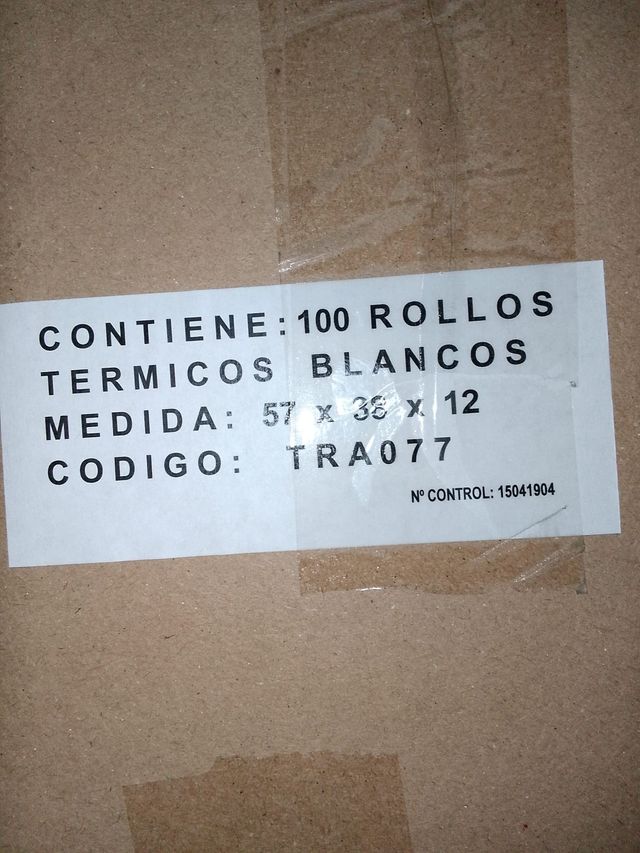 CONTIENE: 100 ROLLOS
TERMICOS BLANCOS
MEDIDA: 57 x 38 x 12
CODIGO: TRA077
Nº CONTROL: 15041904